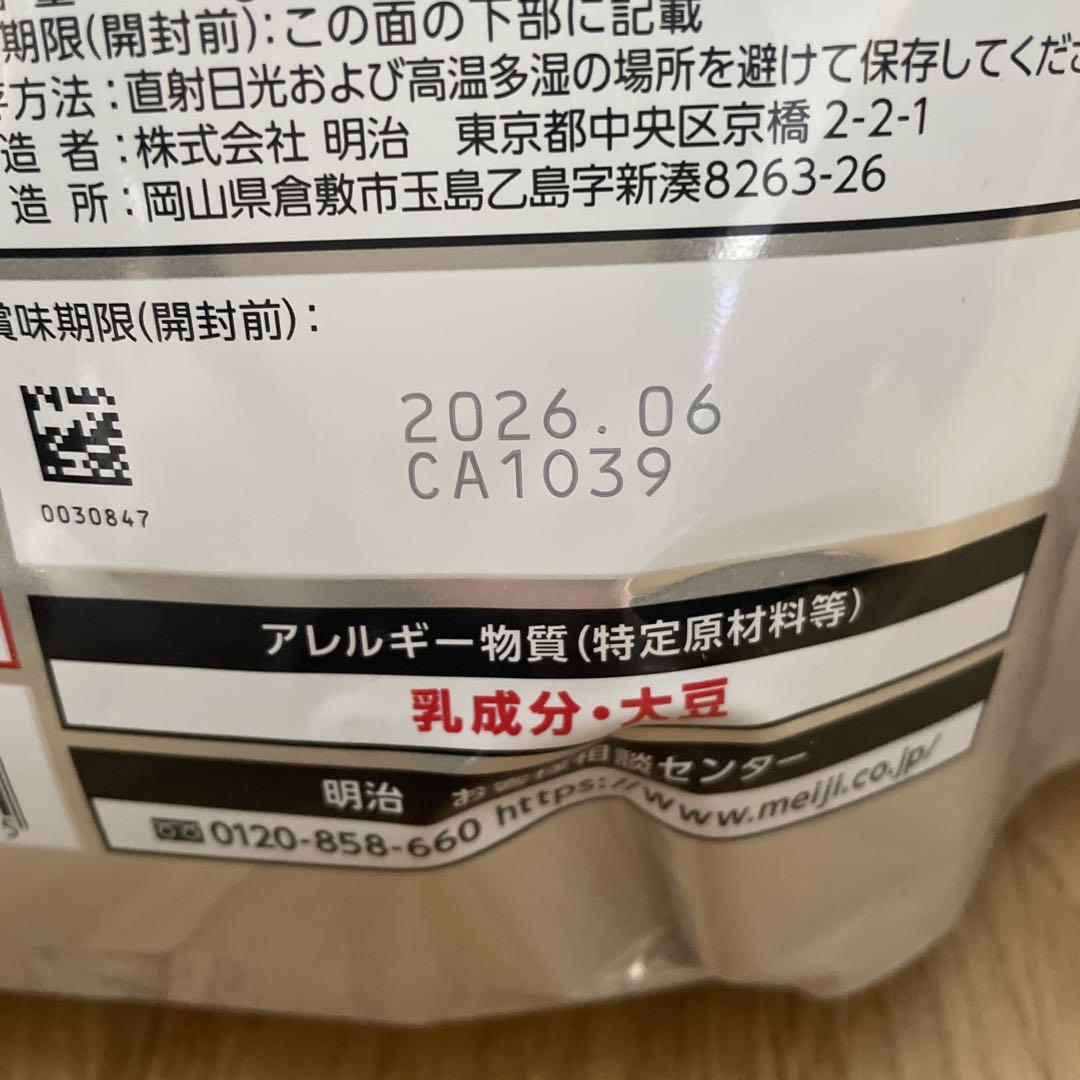 期限(開封前):この面の下部に記載
方法:直射日光および高温多湿の場所を避けて保存してくださ
造 者:株式会社 明治 東京都中央区京橋 2-2-1
造 所:岡山県倉敷市玉島乙島字新湊8263-26
賞味期限(開封前):
2026.06
CA1039
0030847
アレルギー物質(特定原材料等)
乳成分・大豆
明治 お客様相談センター
0120-858-660 https://www.meiji.co.jp/
5